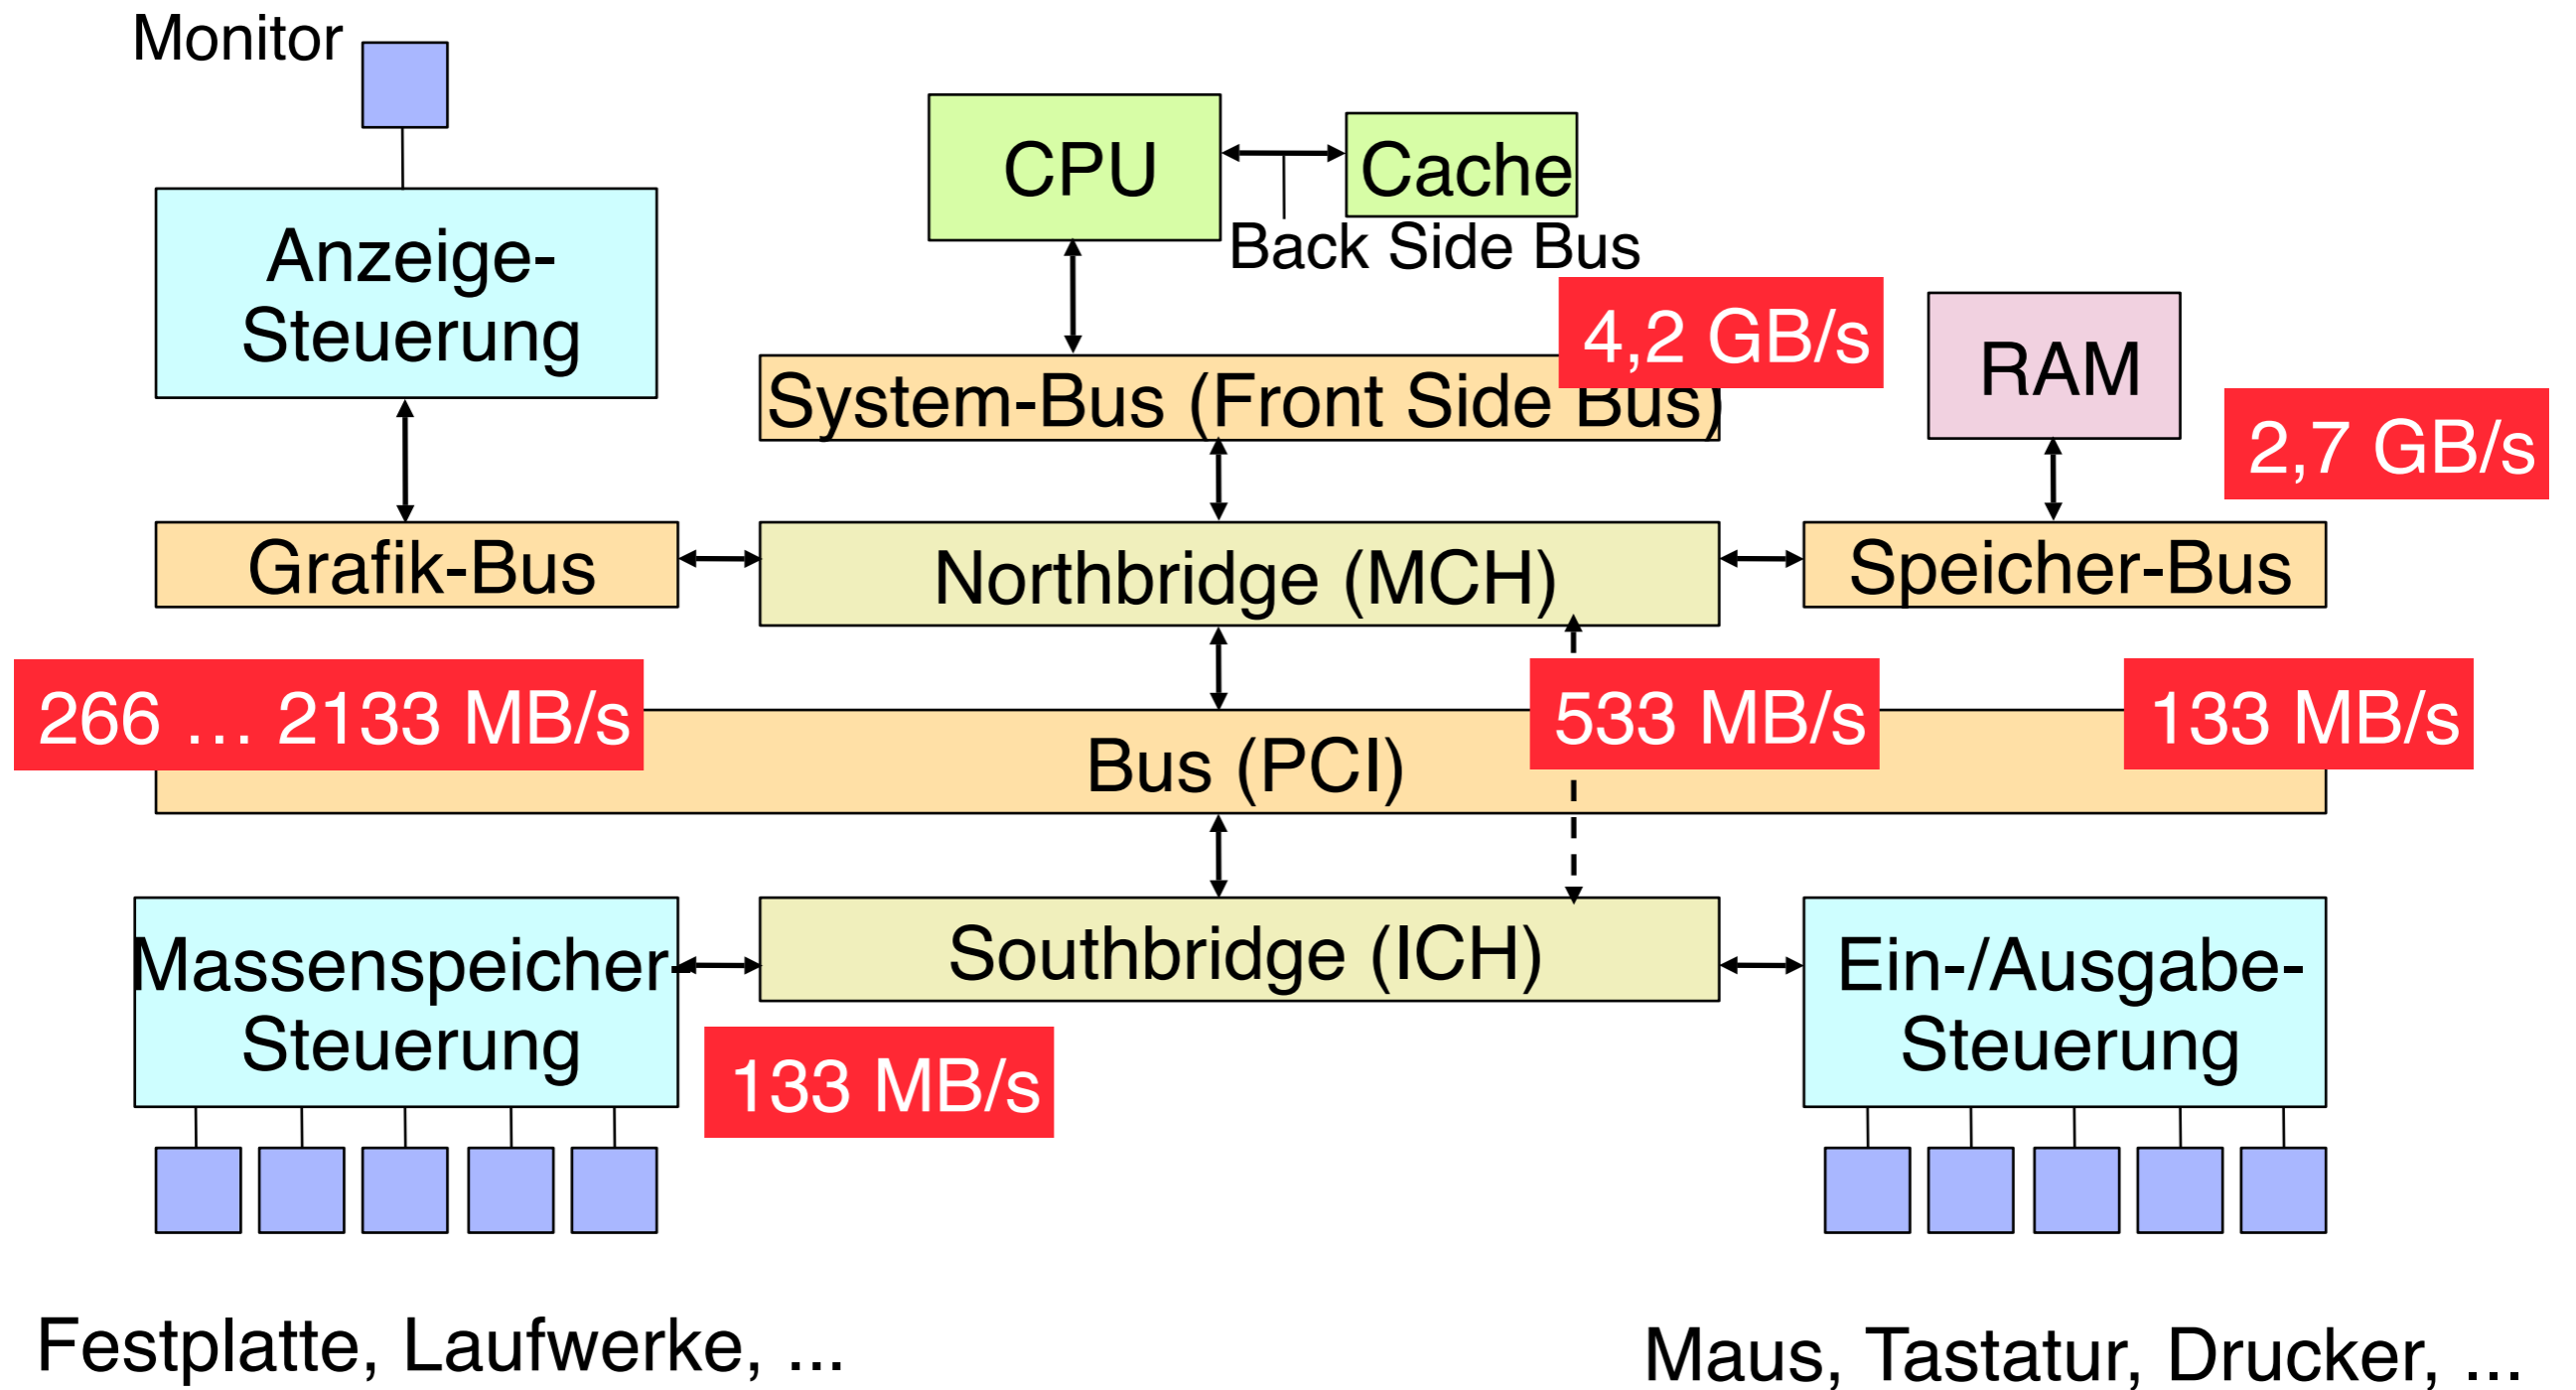 Monitor
CPU
Cache
Back Side Bus
Anzeige-
Steuerung
4,2 GB/s
System-Bus (Front Side Bus)
RAM
2,7 GB/s
Grafik-Bus
Northbridge (MCH)
Speicher-Bus
266 … 2133 MB/s
533 MB/s
133 MB/s
Bus (PCI)
Massenspeicher-
Steuerung
Southbridge (ICH)
Ein-/Ausgabe-
Steuerung
133 MB/s
Festplatte, Laufwerke, ...
Maus, Tastatur, Drucker, ...